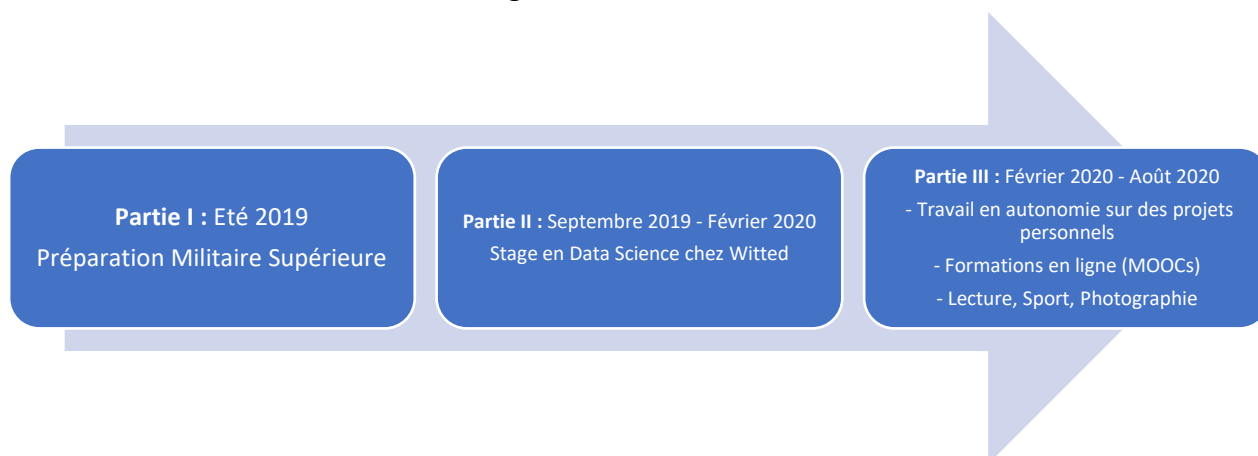 Partie I : Eté 2019
Préparation Militaire Supérieure
Partie II : Septembre 2019 - Février 2020
Stage en Data Science chez Witted
Partie III : Février 2020 - Août 2020
- Travail en autonomie sur des projets
personnels
- Formations en ligne (MOOCs)
- Lecture, Sport, Photographie